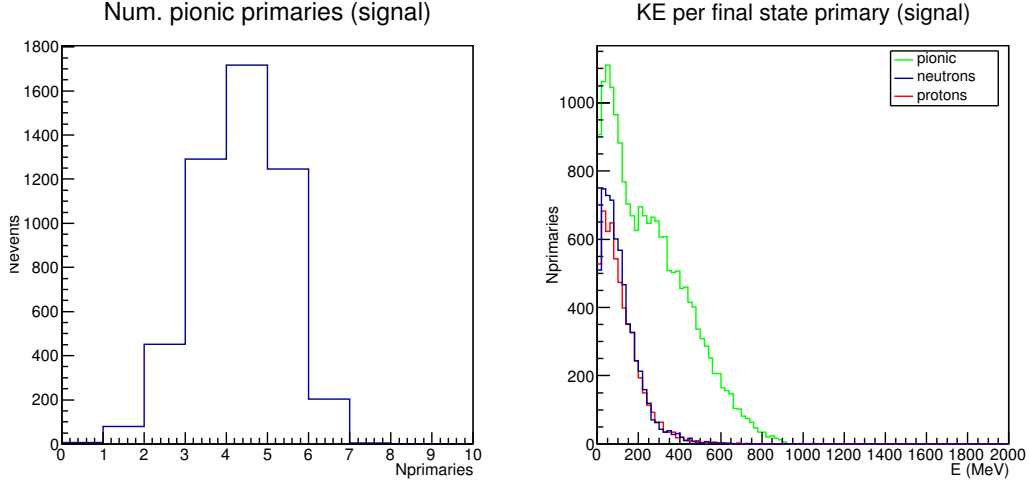 Num. pionic primaries (signal)
1800
1600
1400
1200
1000
800
600
400
200
0
Nevents
0 1 2 3 4 5 6 7 8 9 10
Nprimaries
KE per final state primary (signal)
pionic
neutrons
protons
1000
800
600
400
200
0
Nprimaries
0 200 400 600 800 1000 1200 1400 1600 1800 2000
E (MeV)